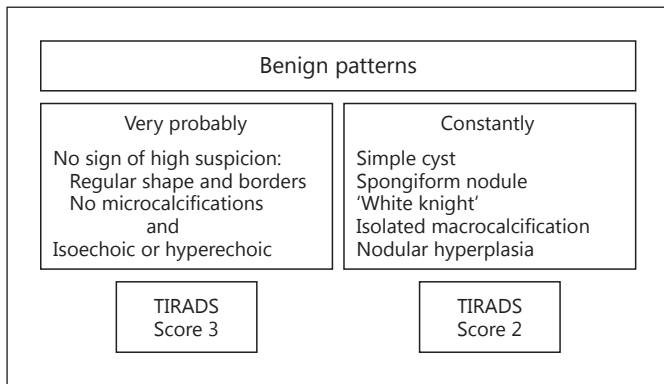 Benign patterns
Very probably
No sign of high suspicion:
Regular shape and borders
No microcalcifications
and
Isoechoic or hyperechoic
TIRADS
Score 3
Constantly
Simple cyst
Spongiform nodule
‘White knight’
Isolated macrocalcification
Nodular hyperplasia
TIRADS
Score 2